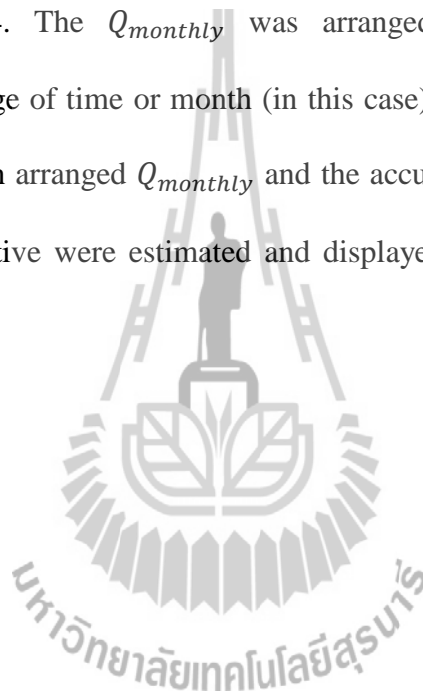 . The Q_monthly was arranged
ge of time or month (in this case)
n arranged Q_monthly and the accu
tive were estimated and displaye
มหาวิทยาลัยเทคโนโลยีสุรนารี